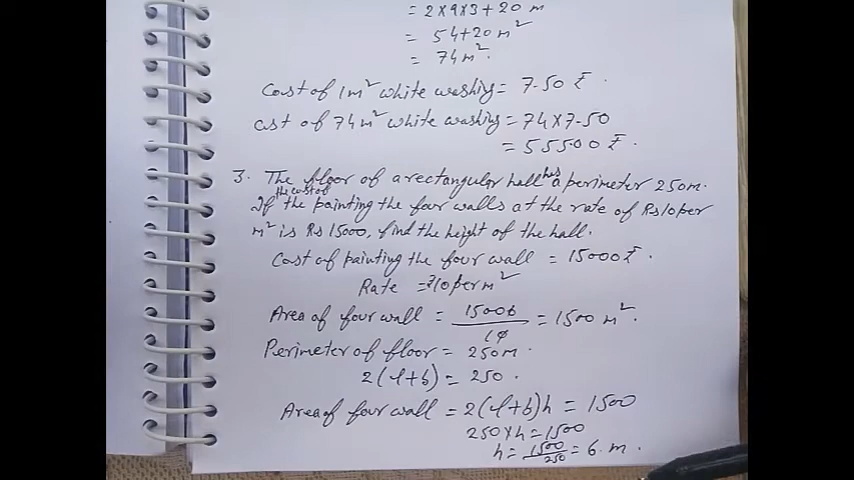 = 2×9×3+20 m
= 54+20 m²
= 74 m².
Cost of 1m² white washing = 7.50 ₹.
Cost of 74 m² white washing = 74×7.50
= 555.00 ₹.
3. The floor of a rectangular hall has a perimeter 250m.
If the cost of the painting the four walls at the rate of Rs10 per
m² is Rs 15000, find the height of the hall.
Cost of painting the four wall = 15000 ₹.
Rate = ₹10 per m²
Area of four wall = 15000/10 = 1500 m².
Perimeter of floor = 250m.
2(l+b) = 250.
Area of four wall = 2(l+b)h = 1500
250×h = 1500
h = 1500/250 = 6. m.